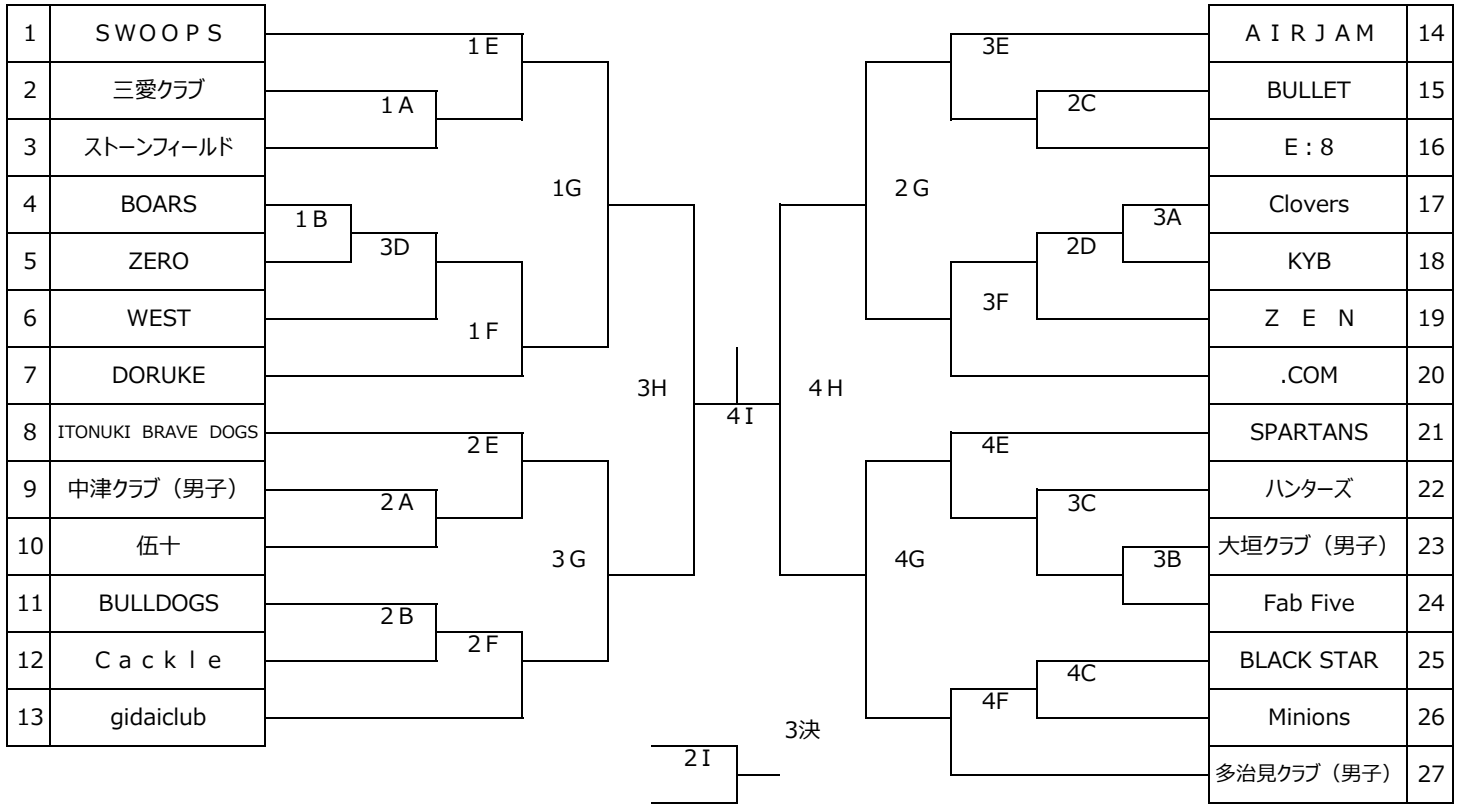 1 ＳＷＯＯＰＳ
2 三愛クラブ
3 ストーンフィールド
4 BOARS
5 ZERO
6 WEST
7 DORUKE
8 ITONUKI BRAVE DOGS
9 中津クラブ（男子）
10 伍十
11 BULLDOGS
12 Ｃａｃｋｌｅ
13 gidaiclub
1Ｅ
1Ａ
1G
1Ｂ
3D
1Ｆ
3H
2Ｅ
2Ａ
3Ｇ
2Ｂ
2Ｆ
4Ｉ
3決
2Ｉ
3E
2C
2Ｇ
3A
2D
3F
4Ｈ
4E
3C
4G
3B
4C
4F
ＡＩＲＪＡＭ 14
BULLET 15
Ｅ：８ 16
Clovers 17
KYB 18
Ｚ　Ｅ　Ｎ 19
.COM 20
SPARTANS 21
ハンターズ 22
大垣クラブ（男子） 23
Fab Five 24
BLACK STAR 25
Minions 26
多治見クラブ（男子） 27